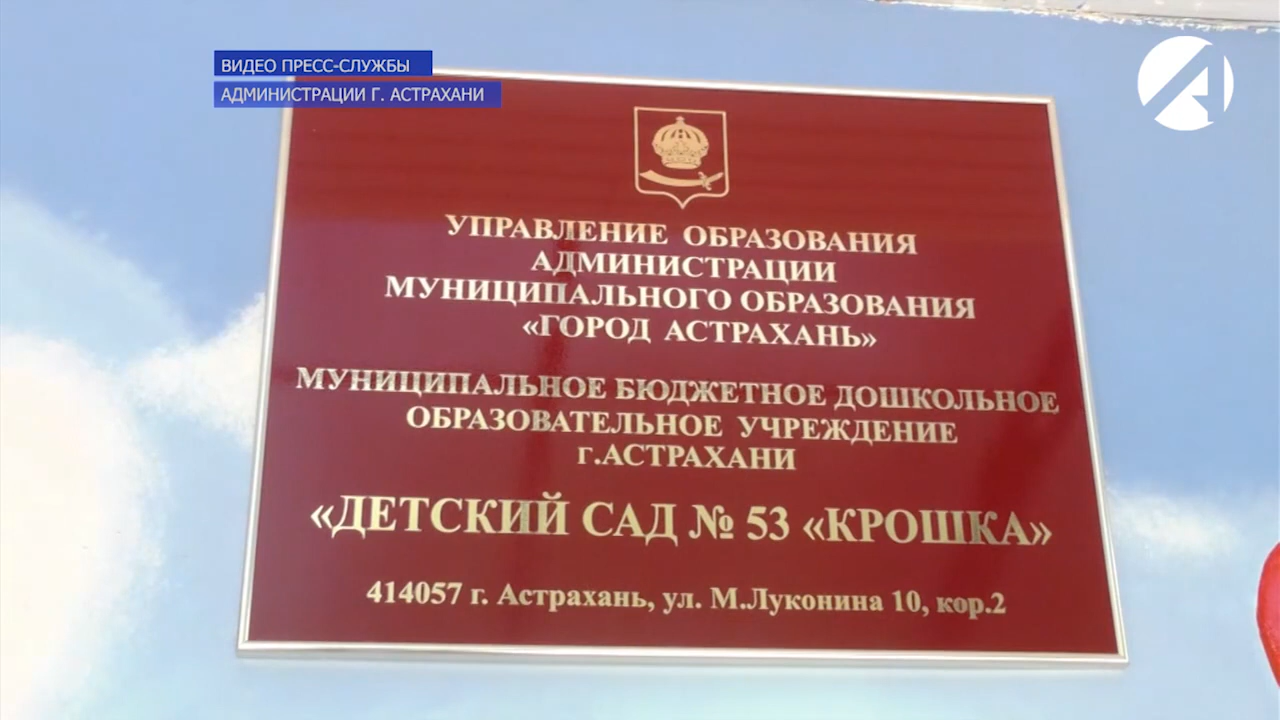 ВИДЕО ПРЕСС-СЛУЖБЫ
АДМИНИСТРАЦИИ Г. АСТРАХАНИ
УПРАВЛЕНИЕ ОБРАЗОВАНИЯ
АДМИНИСТРАЦИИ
МУНИЦИПАЛЬНОГО ОБРАЗОВАНИЯ
«ГОРОД АСТРАХАНЬ»
МУНИЦИПАЛЬНОЕ БЮДЖЕТНОЕ ДОШКОЛЬНОЕ
ОБРАЗОВАТЕЛЬНОЕ УЧРЕЖДЕНИЕ
г.АСТРАХАНИ
«ДЕТСКИЙ САД № 53 «КРОШКА»
414057 г. Астрахань, ул. М.Луконина 10, кор.2